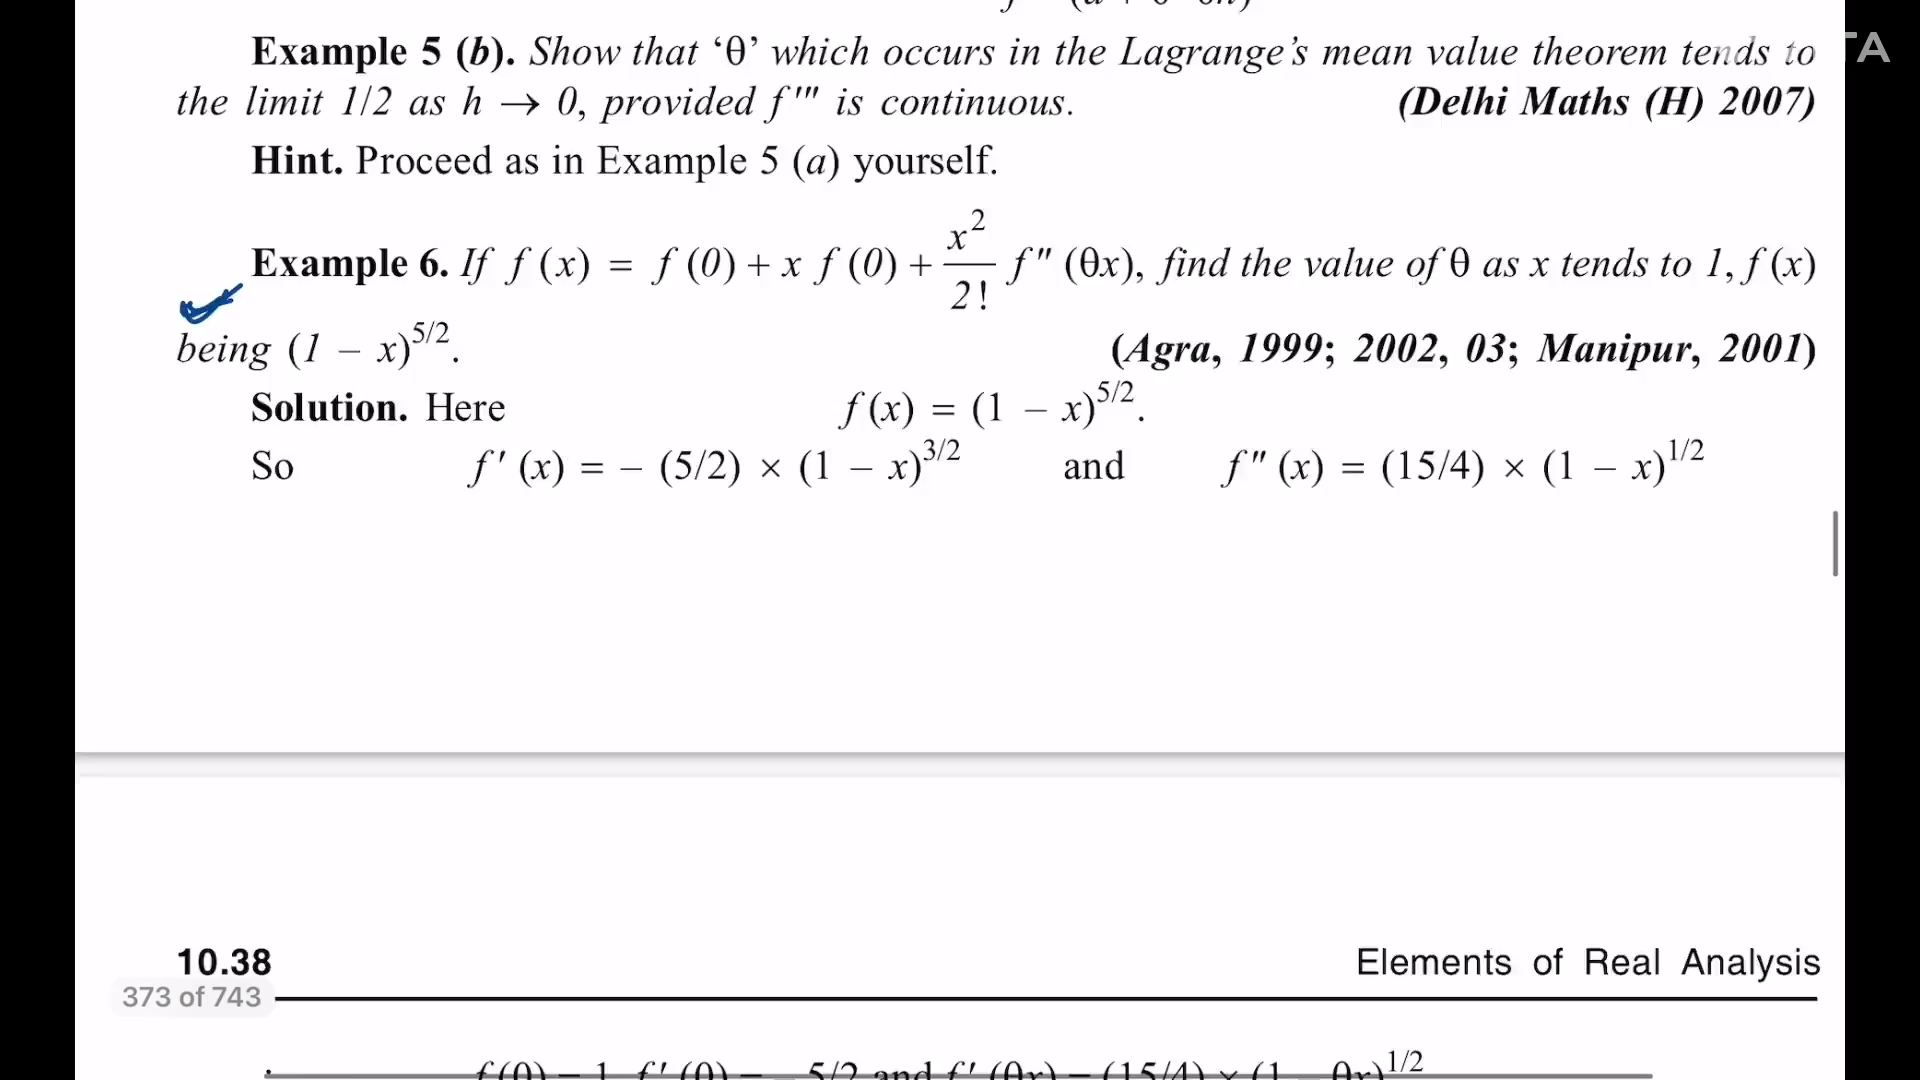 Example 5 (b). Show that ‘θ’ which occurs in the Lagrange’s mean value theorem tends to
the limit 1/2 as h → 0, provided f''' is continuous. (Delhi Maths (H) 2007)
Hint. Proceed as in Example 5 (a) yourself.
Example 6. If f (x) = f (0) + x f (0) + x²/2! f'' (θx), find the value of θ as x tends to 1, f (x)
being (1 – x)^5/2. (Agra, 1999; 2002, 03; Manipur, 2001)
Solution. Here f (x) = (1 – x)^5/2.
So f' (x) = – (5/2) × (1 – x)^3/2 and f'' (x) = (15/4) × (1 – x)^1/2
10.38 Elements of Real Analysis
373 of 743